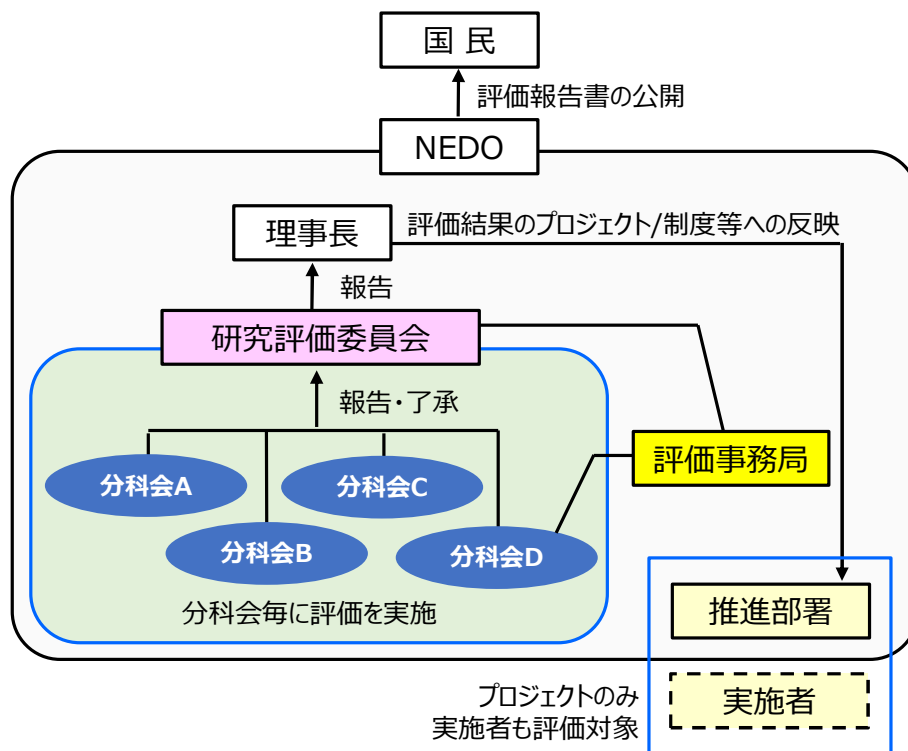 国 民
評価報告書の公開
NEDO
理事長
評価結果のプロジェクト/制度等への反映
報告
研究評価委員会
報告・了承
評価事務局
分科会A
分科会C
分科会B
分科会D
分科会毎に評価を実施
推進部署
プロジェクトのみ
実施者も評価対象
実施者